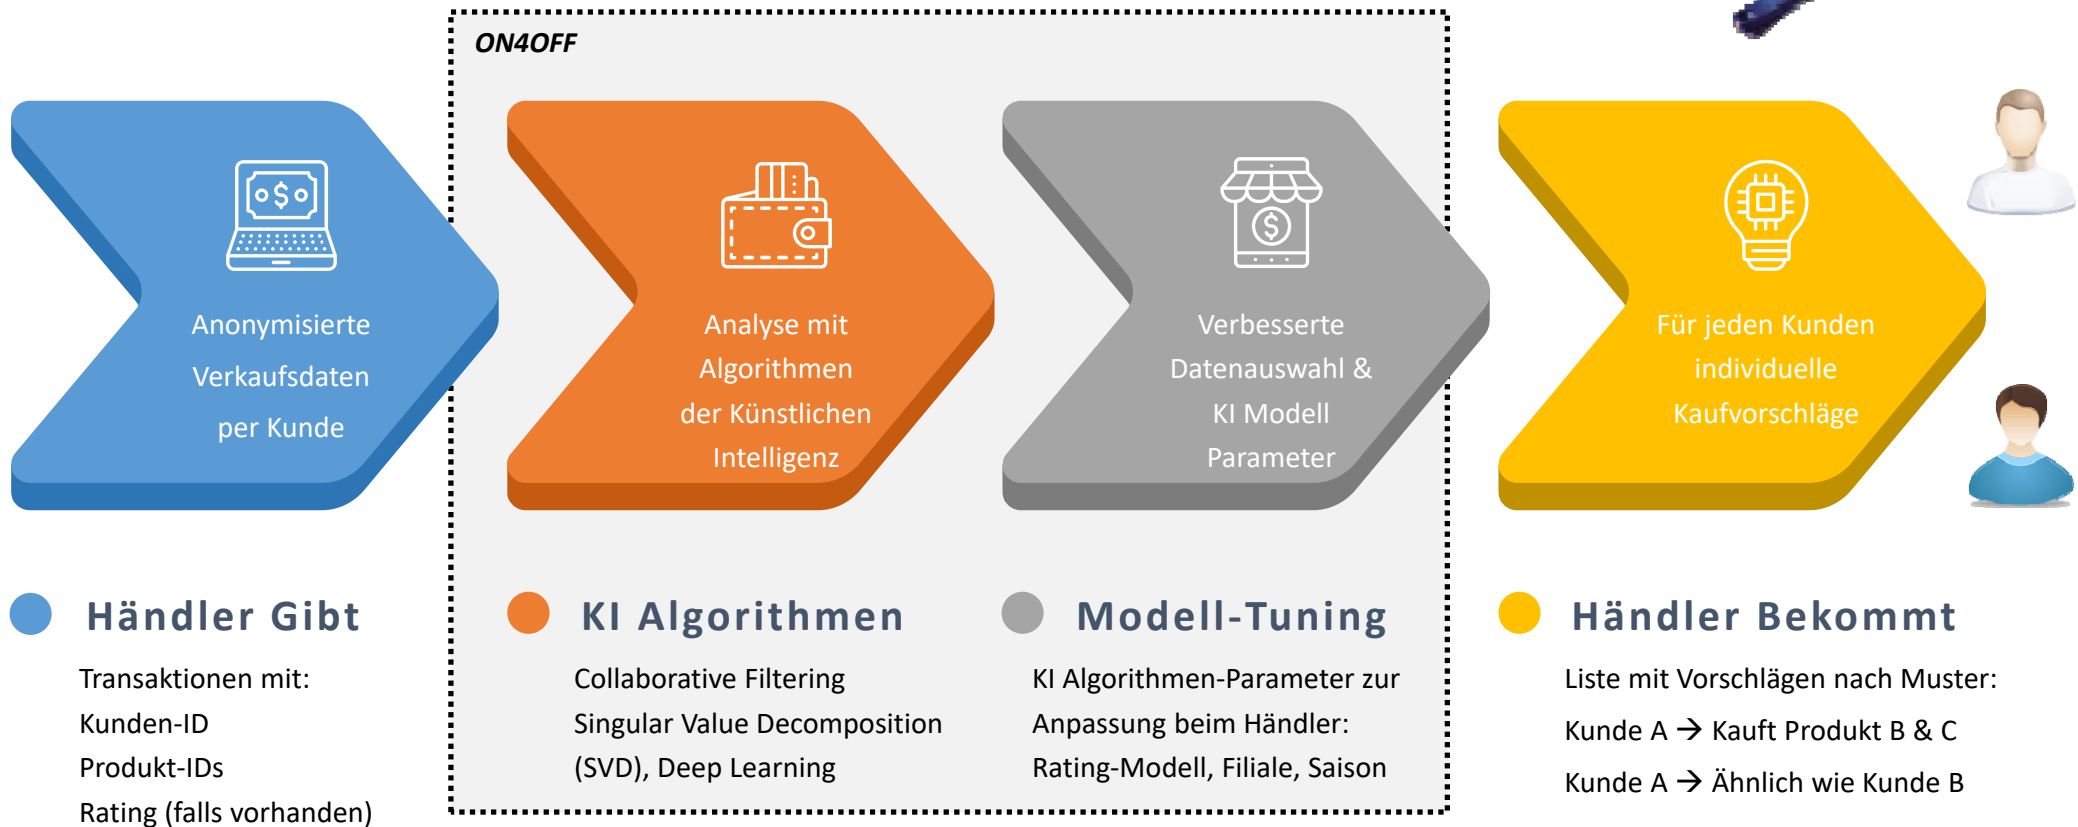 ON4OFF
Anonymisierte
Verkaufsdaten
per Kunde
Analyse mit
Algorithmen
der Künstlichen
Intelligenz
Verbesserte
Datenauswahl &
KI Modell
Parameter
Für jeden Kunden
individuelle
Kaufvorschläge
Händler Gibt
Transaktionen mit:
Kunden-ID
Produkt-IDs
Rating (falls vorhanden)
KI Algorithmen
Collaborative Filtering
Singular Value Decomposition
(SVD), Deep Learning
Modell-Tuning
KI Algorithmen-Parameter zur
Anpassung beim Händler:
Rating-Modell, Filiale, Saison
Händler Bekommt
Liste mit Vorschlägen nach Muster:
Kunde A → Kauft Produkt B & C
Kunde A → Ähnlich wie Kunde B